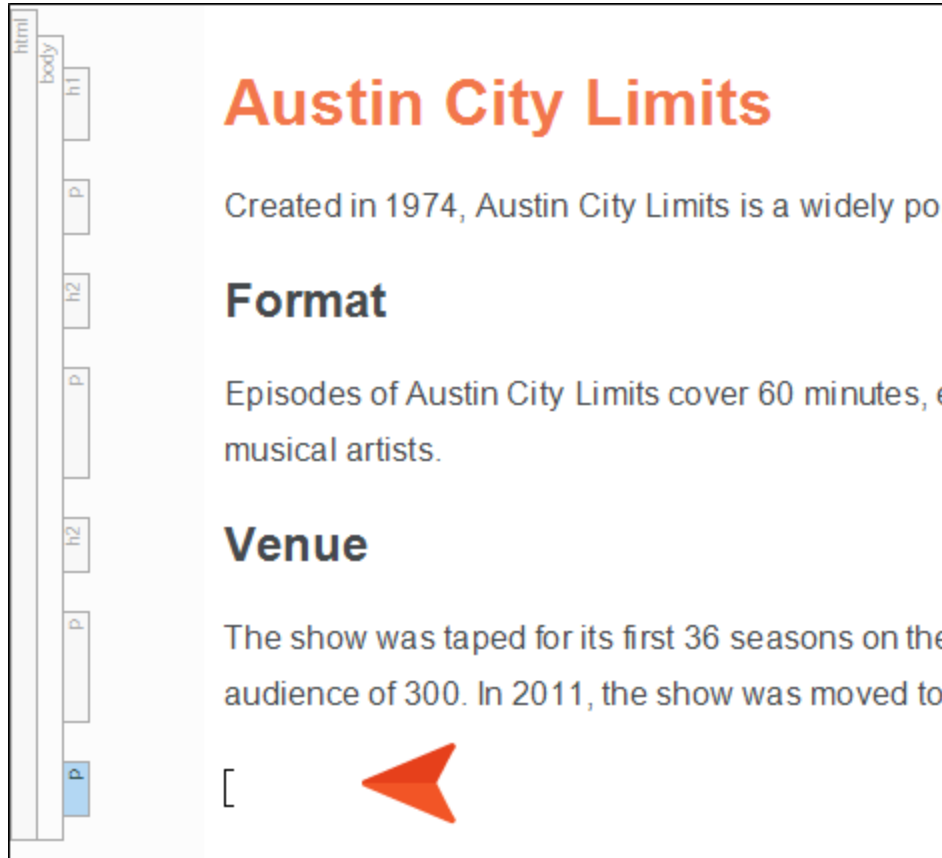 html
body
h1
Austin City Limits
p
Created in 1974, Austin City Limits is a widely po
h2
Format
p
Episodes of Austin City Limits cover 60 minutes, e
musical artists.
h2
Venue
p
The show was taped for its first 36 seasons on the
audience of 300. In 2011, the show was moved to
p
[